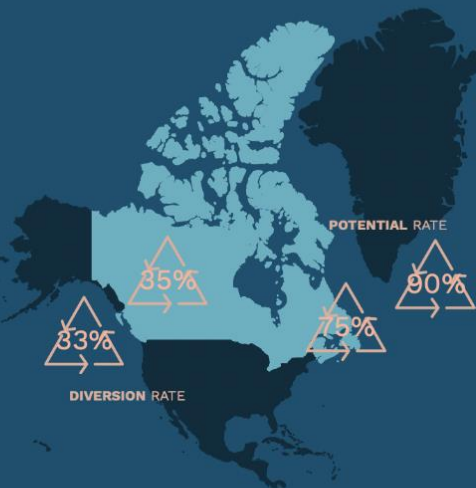 POTENTIAL RATE
35%
90%
33%
75%
DIVERSION RATE